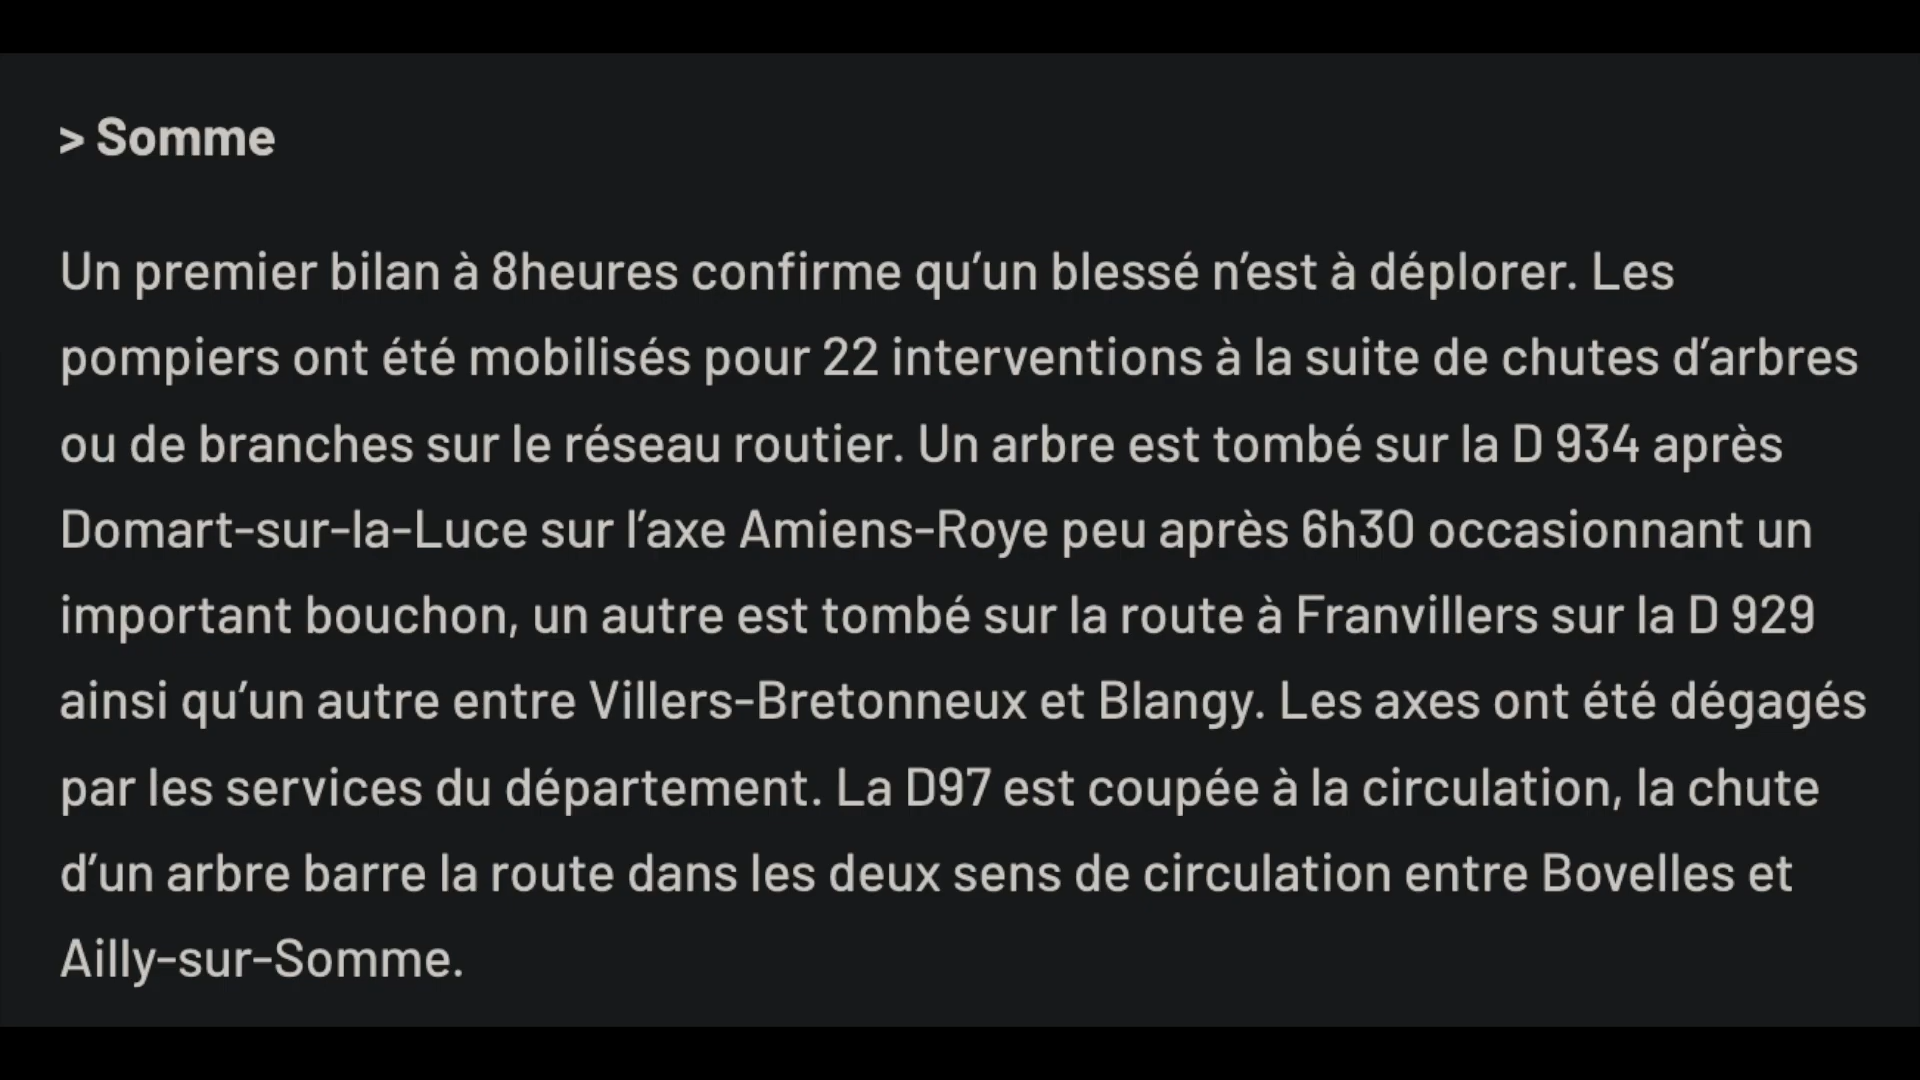 > Somme
Un premier bilan à 8heures confirme qu’un blessé n’est à déplorer. Les
pompiers ont été mobilisés pour 22 interventions à la suite de chutes d’arbres
ou de branches sur le réseau routier. Un arbre est tombé sur la D 934 après
Domart-sur-la-Luce sur l’axe Amiens-Roye peu après 6h30 occasionnant un
important bouchon, un autre est tombé sur la route à Franvillers sur la D 929
ainsi qu’un autre entre Villers-Bretonneux et Blangy. Les axes ont été dégagés
par les services du département. La D97 est coupée à la circulation, la chute
d’un arbre barre la route dans les deux sens de circulation entre Bovelles et
Ailly-sur-Somme.